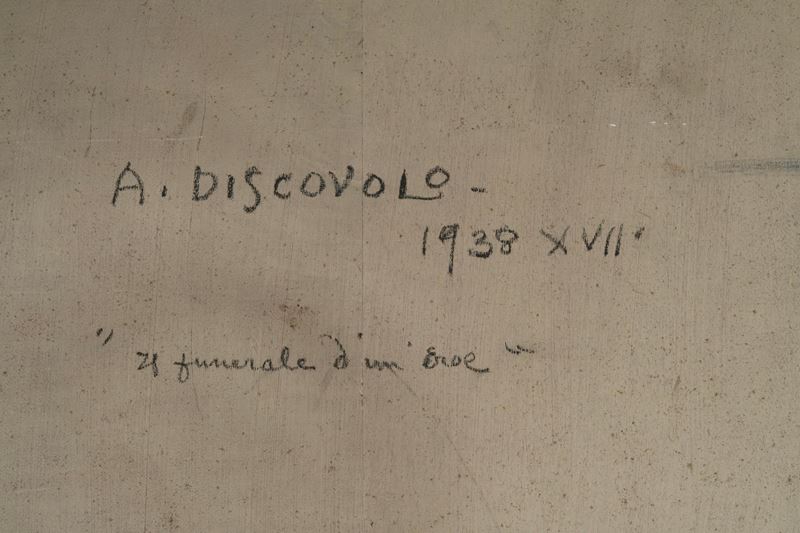 A. DISCOVOLO -
1938 XVII°
" Il funerale d'un' Eroe "